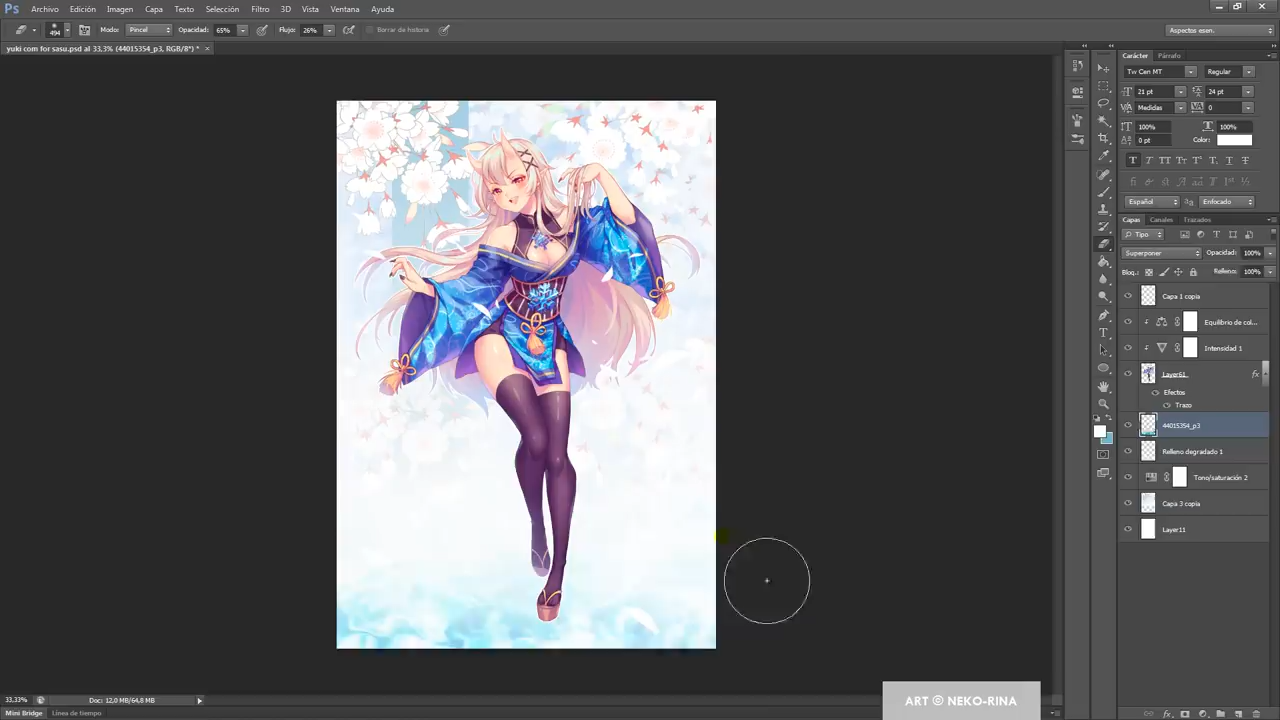 Ps Archivo Edición Imagen Capa Texto Selección Filtro 3D Vista Ventana Ayuda
494 Modo: Pincel Opacidad: 65% Flujo: 26% Borrar de historia Aspectos esen.
yuki com for sasu.psd al 33,3% (44015354_p3, RGB/8*) * ×
Carácter Párrafo
Tw Cen MT Regular
21 pt 24 pt
Medidas 0
100% 100%
0 pt Color:
Español Enfocado
Capas Canales Trazados
Tipo
Superponer Opacidad: 100%
Bloq.: Relleno: 100%
Capa 1 copia
Equilibrio de col...
Intensidad 1
Layer61 fx
Efectos
Trazo
44015354_p3
Relleno degradado 1
Tono/saturación 2
Capa 3 copia
Layer11
33,33% Doc: 12,0 MB/64,8 MB
Mini Bridge Línea de tiempo
ART © NEKO-RINA